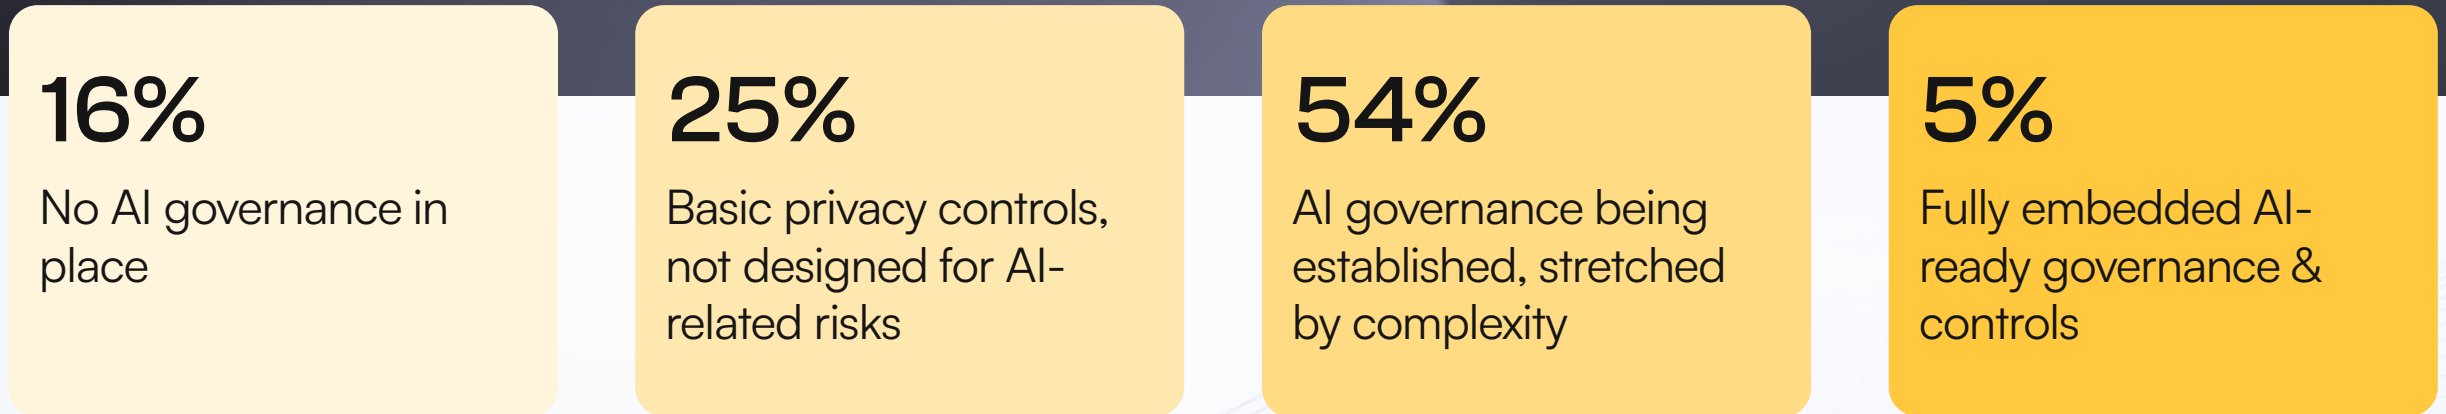 16%
No AI governance in
place
25%
Basic privacy controls,
not designed for AI-
related risks
54%
AI governance being
established, stretched
by complexity
5%
Fully embedded AI-
ready governance &
controls